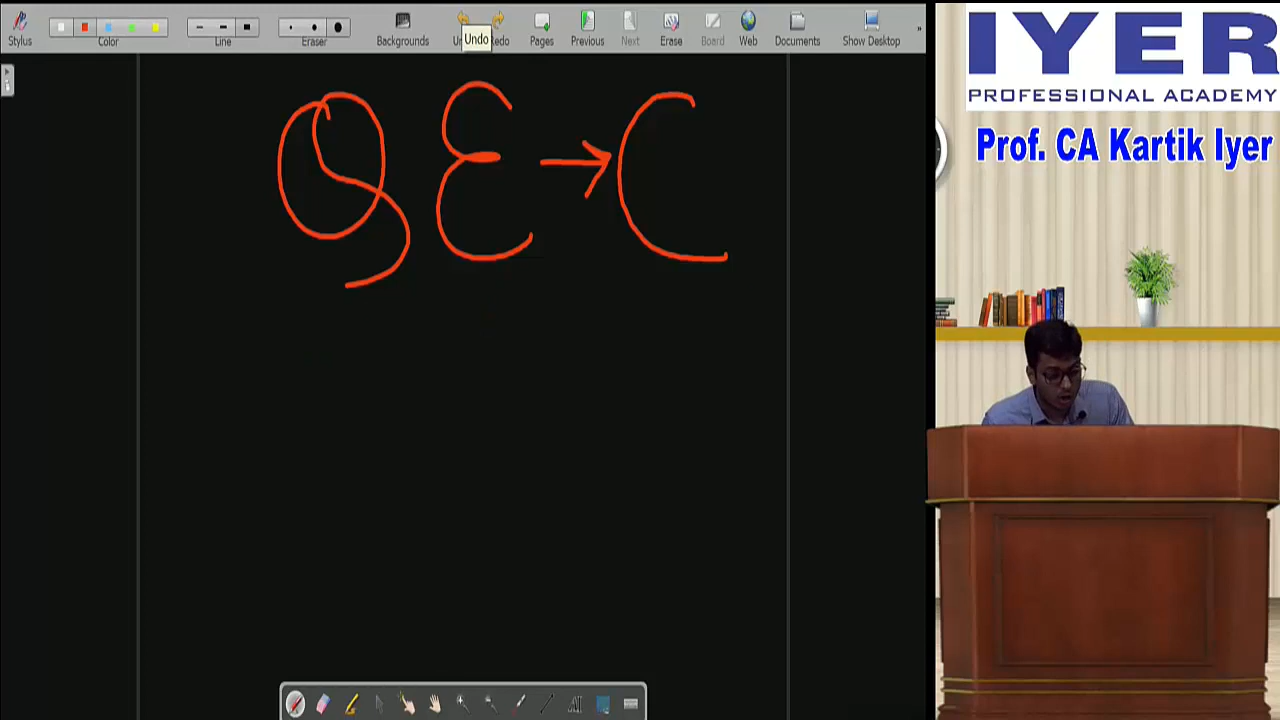 Stylus
Color
Line
Eraser
Backgrounds
Undo
Redo
Pages
Previous
Next
Erase
Board
Web
Documents
Show Desktop
»
E → C
IYER
PROFESSIONAL ACADEMY
Prof. CA Kartik Iyer